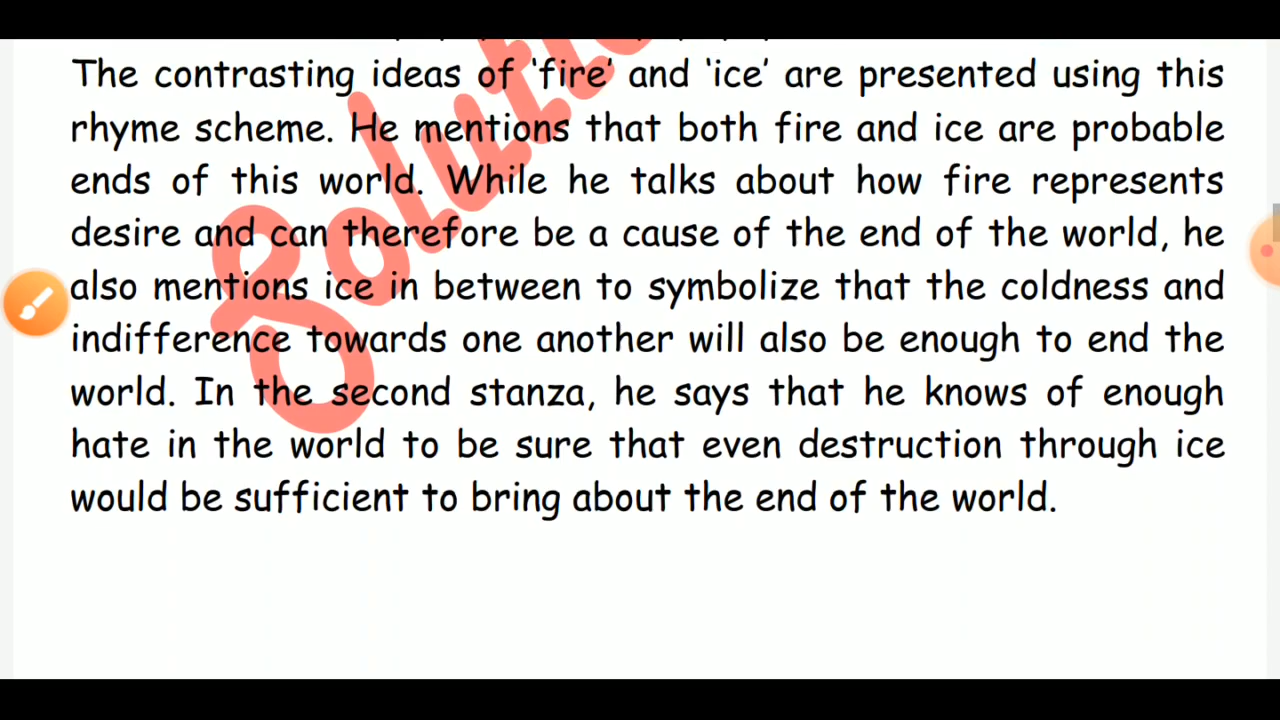 The contrasting ideas of ‘fire’ and ‘ice’ are presented using this
rhyme scheme. He mentions that both fire and ice are probable
ends of this world. While he talks about how fire represents
desire and can therefore be a cause of the end of the world, he
also mentions ice in between to symbolize that the coldness and
indifference towards one another will also be enough to end the
world. In the second stanza, he says that he knows of enough
hate in the world to be sure that even destruction through ice
would be sufficient to bring about the end of the world.